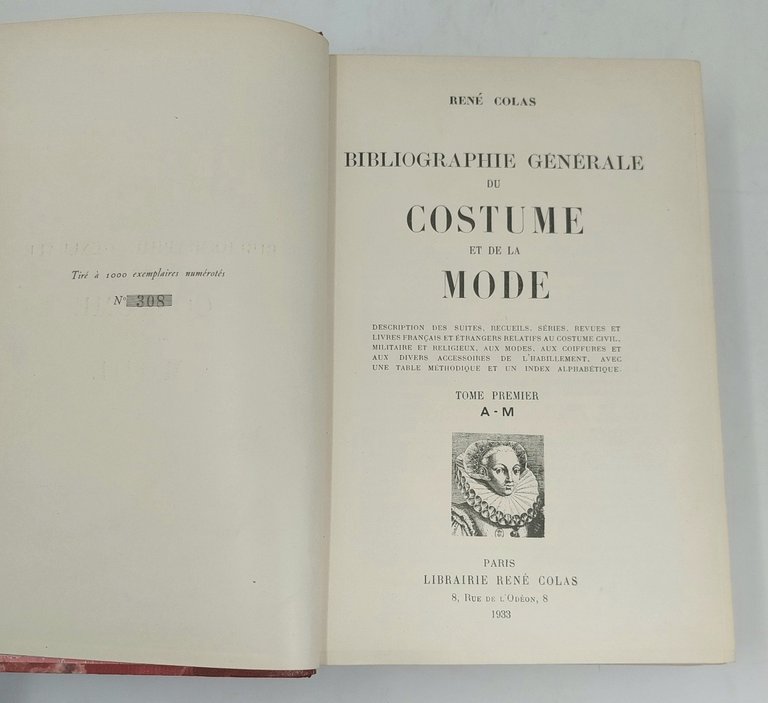 Tiré à 1000 exemplaires numérotés
N° 308
RENÉ COLAS
BIBLIOGRAPHIE GÉNÉRALE
DU
COSTUME
ET DE LA
MODE
DESCRIPTION DES SUITES, RECUEILS, SÉRIES, REVUES ET
LIVRES FRANÇAIS ET ÉTRANGERS RELATIFS AU COSTUME CIVIL,
MILITAIRE ET RELIGIEUX, AUX MODES, AUX COIFFURES ET
AUX DIVERS ACCESSOIRES DE L'HABILLEMENT, AVEC
UNE TABLE MÉTHODIQUE ET UN INDEX ALPHABÉTIQUE.
TOME PREMIER
A - M
PARIS
LIBRAIRIE RENÉ COLAS
8, RUE DE L'ODÉON, 8
1933